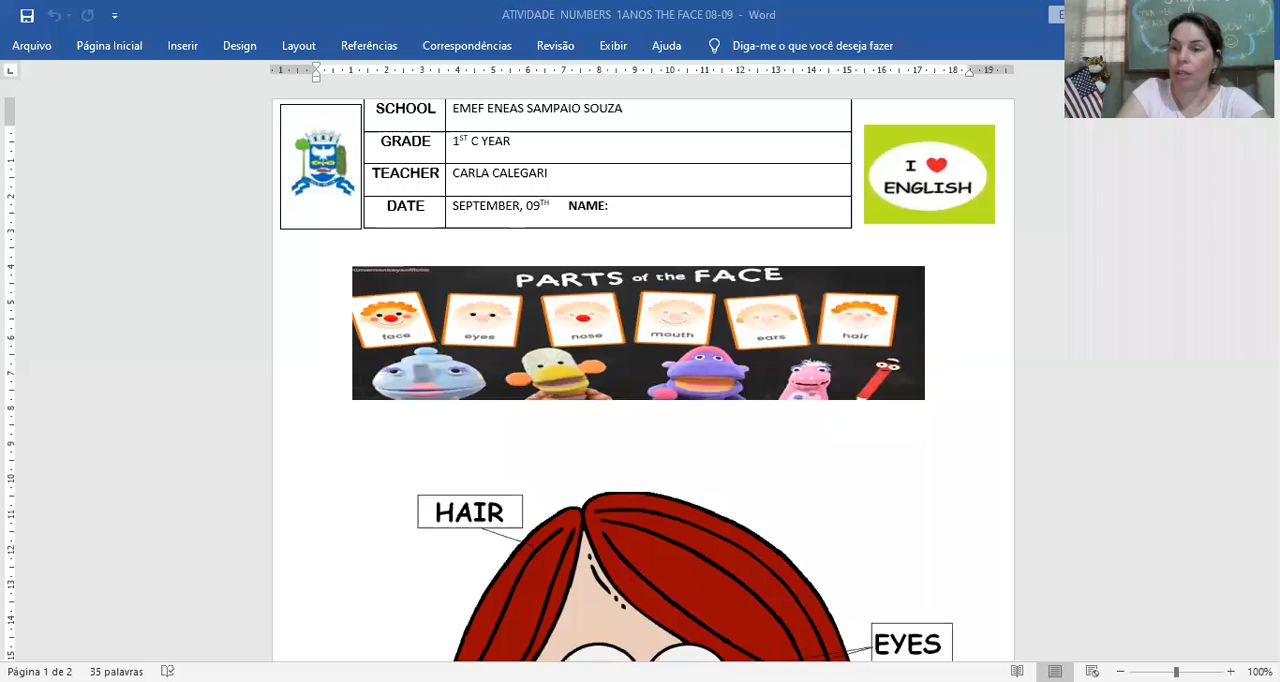 ATIVIDADE NUMBERS 1ANOS THE FACE 08-09 - Word
Arquivo Página Inicial Inserir Design Layout Referências Correspondências Revisão Exibir Ajuda Diga-me o que você deseja fazer
SCHOOL EMEF ENEAS SAMPAIO SOUZA
GRADE 1ST C YEAR
TEACHER CARLA CALEGARI
DATE SEPTEMBER, 09TH NAME:
I
ENGLISH
PARTS of the FACE
face eyes nose mouth ears hair
HAIR
EYES
Página 1 de 2 35 palavras 100%